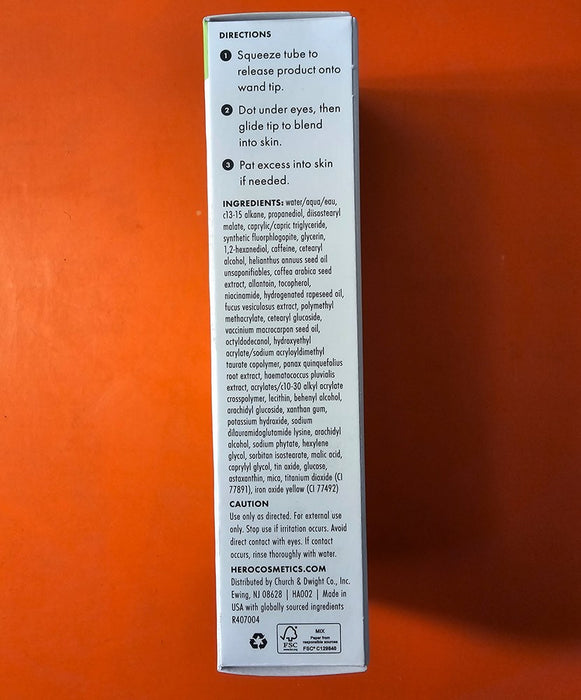 DIRECTIONS
1 Squeeze tube to
release product onto
wand tip.
2 Dot under eyes, then
glide tip to blend
into skin.
3 Pat excess into skin
if needed.
INGREDIENTS: water/aqua/eau,
c13-15 alkane, propanediol, diisostearyl
malate, caprylic/capric triglyceride,
synthetic fluorphlogopite, glycerin,
1,2-hexanediol, caffeine, cetearyl
alcohol, helianthus annuus seed oil
unsaponifiables, coffea arabica seed
extract, allantoin, tocopherol,
niacinamide, hydrogenated rapeseed oil,
fucus vesiculosus extract, polymethyl
methacrylate, cetearyl glucoside,
vaccinium macrocarpon seed oil,
octyldodecanol, hydroxyethyl
acrylate/sodium acryloyldimethyl
taurate copolymer, panax quinquefolius
root extract, haematococcus pluvialis
extract, acrylates/c10-30 alkyl acrylate
crosspolymer, lecithin, behenyl alcohol,
arachidyl glucoside, xanthan gum,
potassium hydroxide, sodium
dilauramidoglutamide lysine, arachidyl
alcohol, sodium phytate, hexylene
glycol, sorbitan isostearate, malic acid,
caprylyl glycol, tin oxide, glucose,
astaxanthin, mica, titanium dioxide (CI
77891), iron oxide yellow (CI 77492)
CAUTION
Use only as directed. For external use
only. Stop use if irritation occurs. Avoid
direct contact with eyes. If contact
occurs, rinse thoroughly with water.
HEROCOSMETICS.COM
Distributed by Church & Dwight Co., Inc.
Ewing, NJ 08628 | HA002 | Made in
USA with globally sourced ingredients
R407004
FSC
MIX
Paper from
responsible sources
FSC® C129840